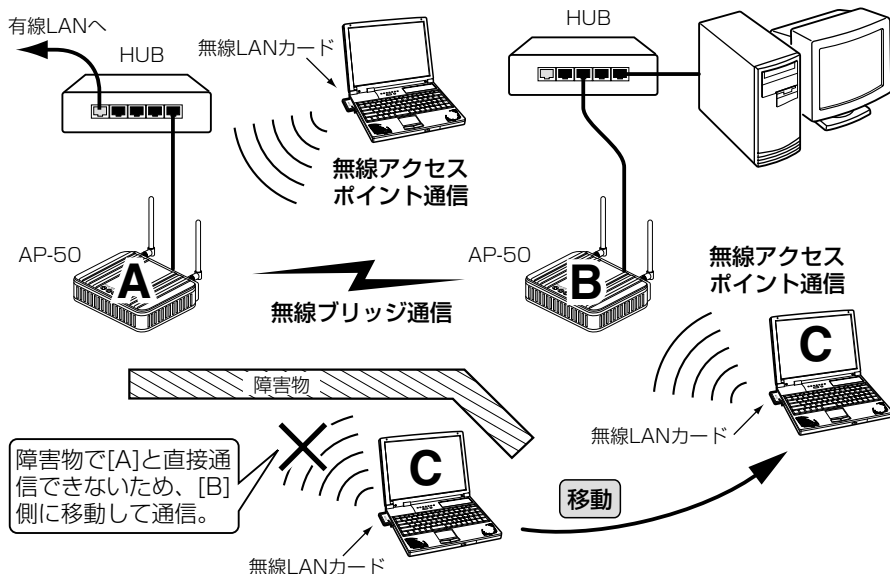 有線LANへ
HUB
無線LANカード
HUB
無線アクセス
ポイント通信
AP-50
A
無線ブリッジ通信
AP-50
B
無線アクセス
ポイント通信
C
無線LANカード
障害物
障害物で[A]と直接通
信できないため、[B]
側に移動して通信。
C
無線LANカード
移動